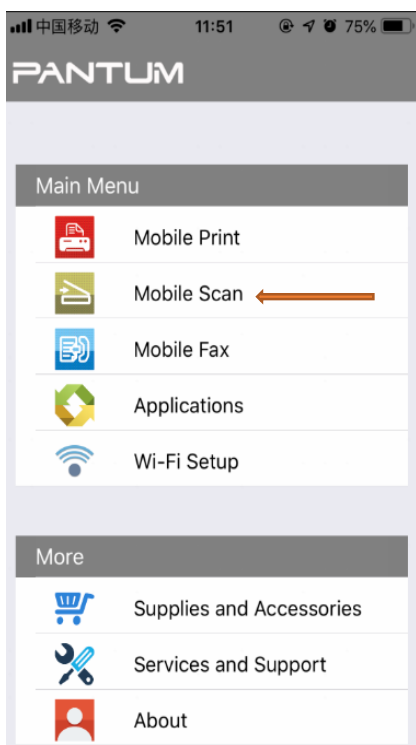 中国移动 11:51 75%
PANTUM
Main Menu
Mobile Print
Mobile Scan
Mobile Fax
Applications
Wi-Fi Setup
More
Supplies and Accessories
Services and Support
About